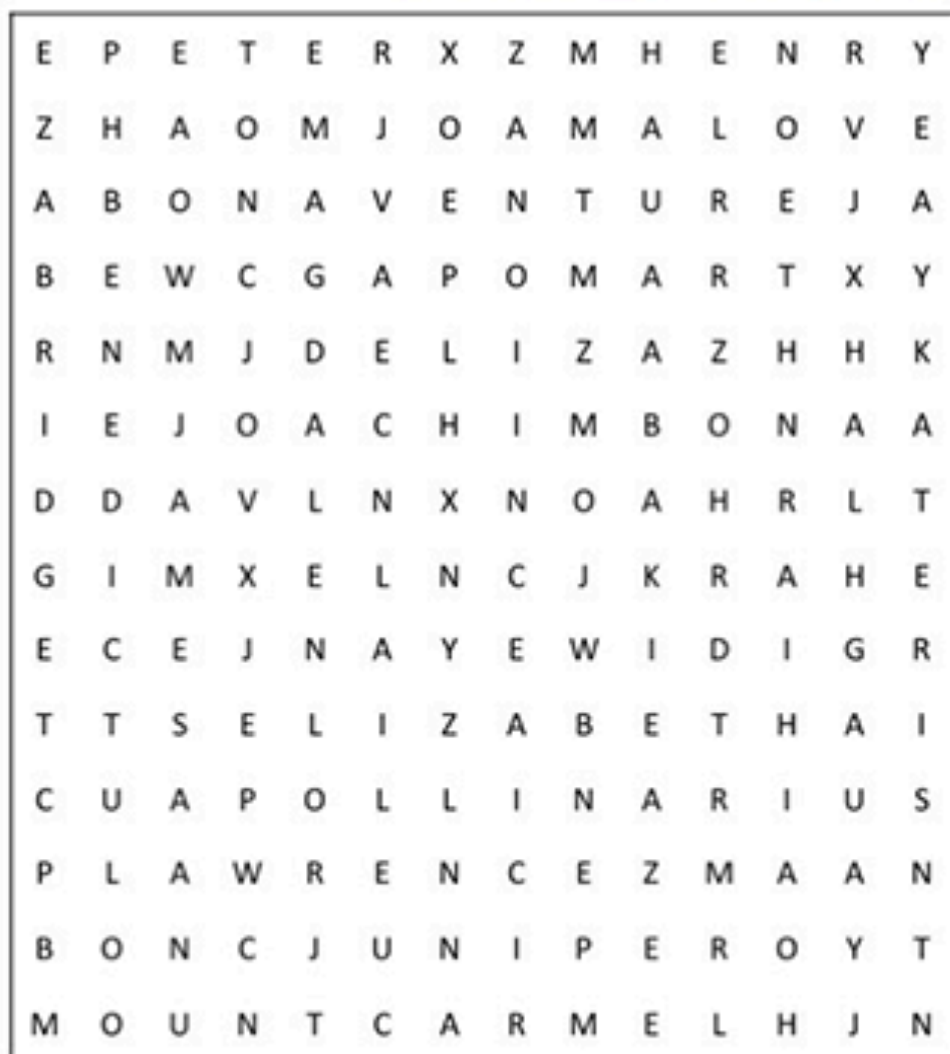 E P E T E R X Z M H E N R Y
Z H A O M J O A M A L O V E
A B O N A V E N T U R E J A
B E W C G A P O M A R T X Y
R N M J D E L I Z A Z H H K
I E J O A C H I M B O N A A
D D A V L N X N O A H R L T
G I M X E L N C J K R A H E
E C E J N A Y E W I D I G R
T T S E L I Z A B E T H A I
C U A P O L L I N A R I U S
P L A W R E N C E Z M A A N
B O N C J U N I P E R O Y T
M O U N T C A R M E L H J N